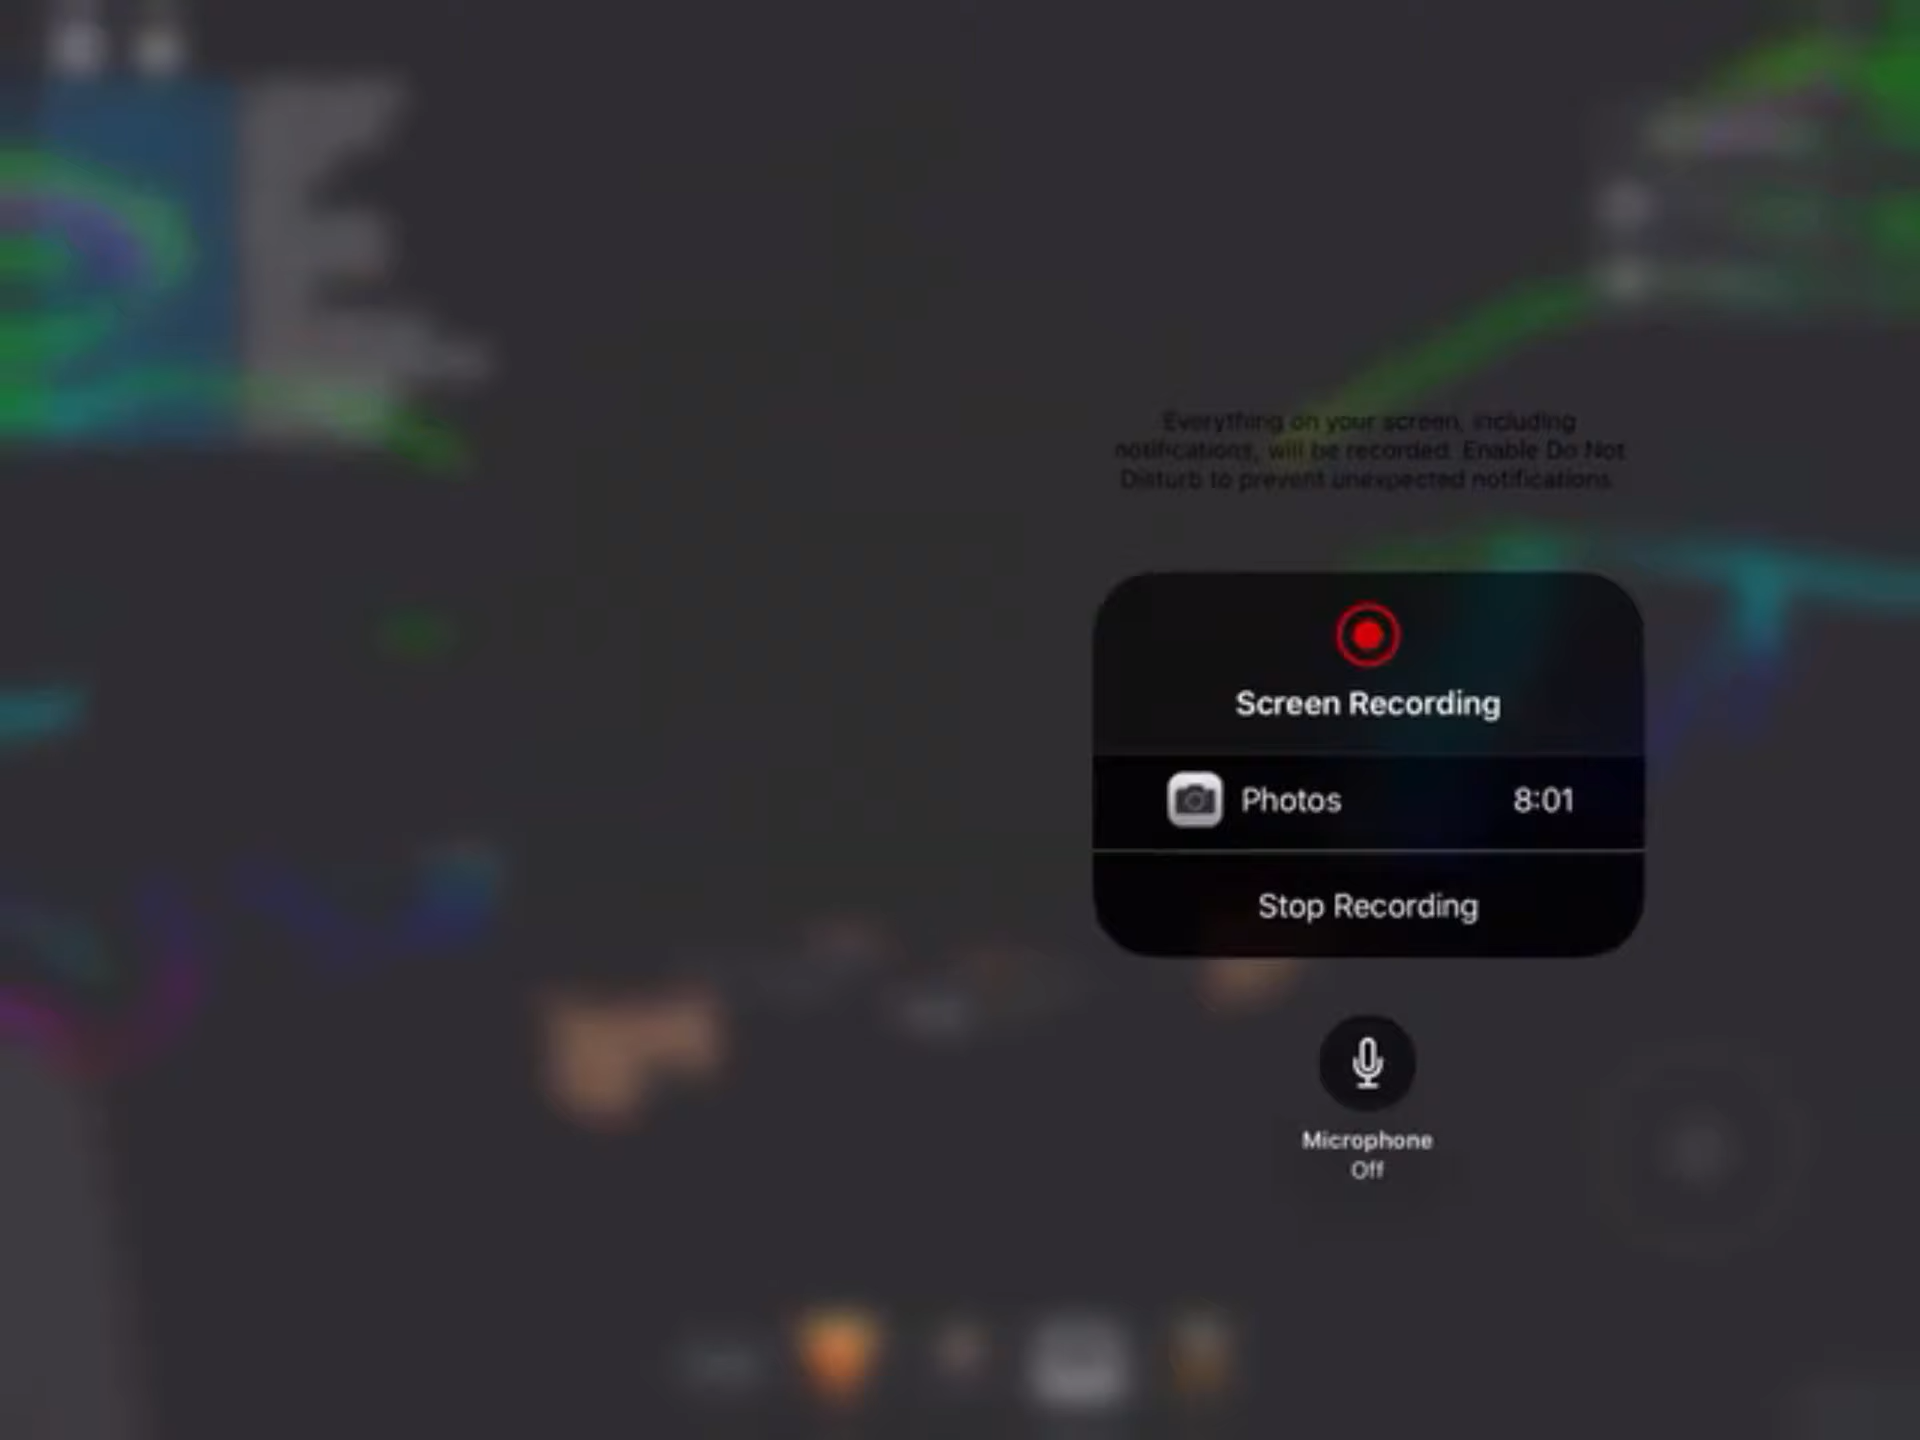 Everything on your screen, including
notifications, will be recorded. Enable Do Not
Disturb to prevent unexpected notifications.
Screen Recording
Photos 8:01
Stop Recording
Microphone
Off